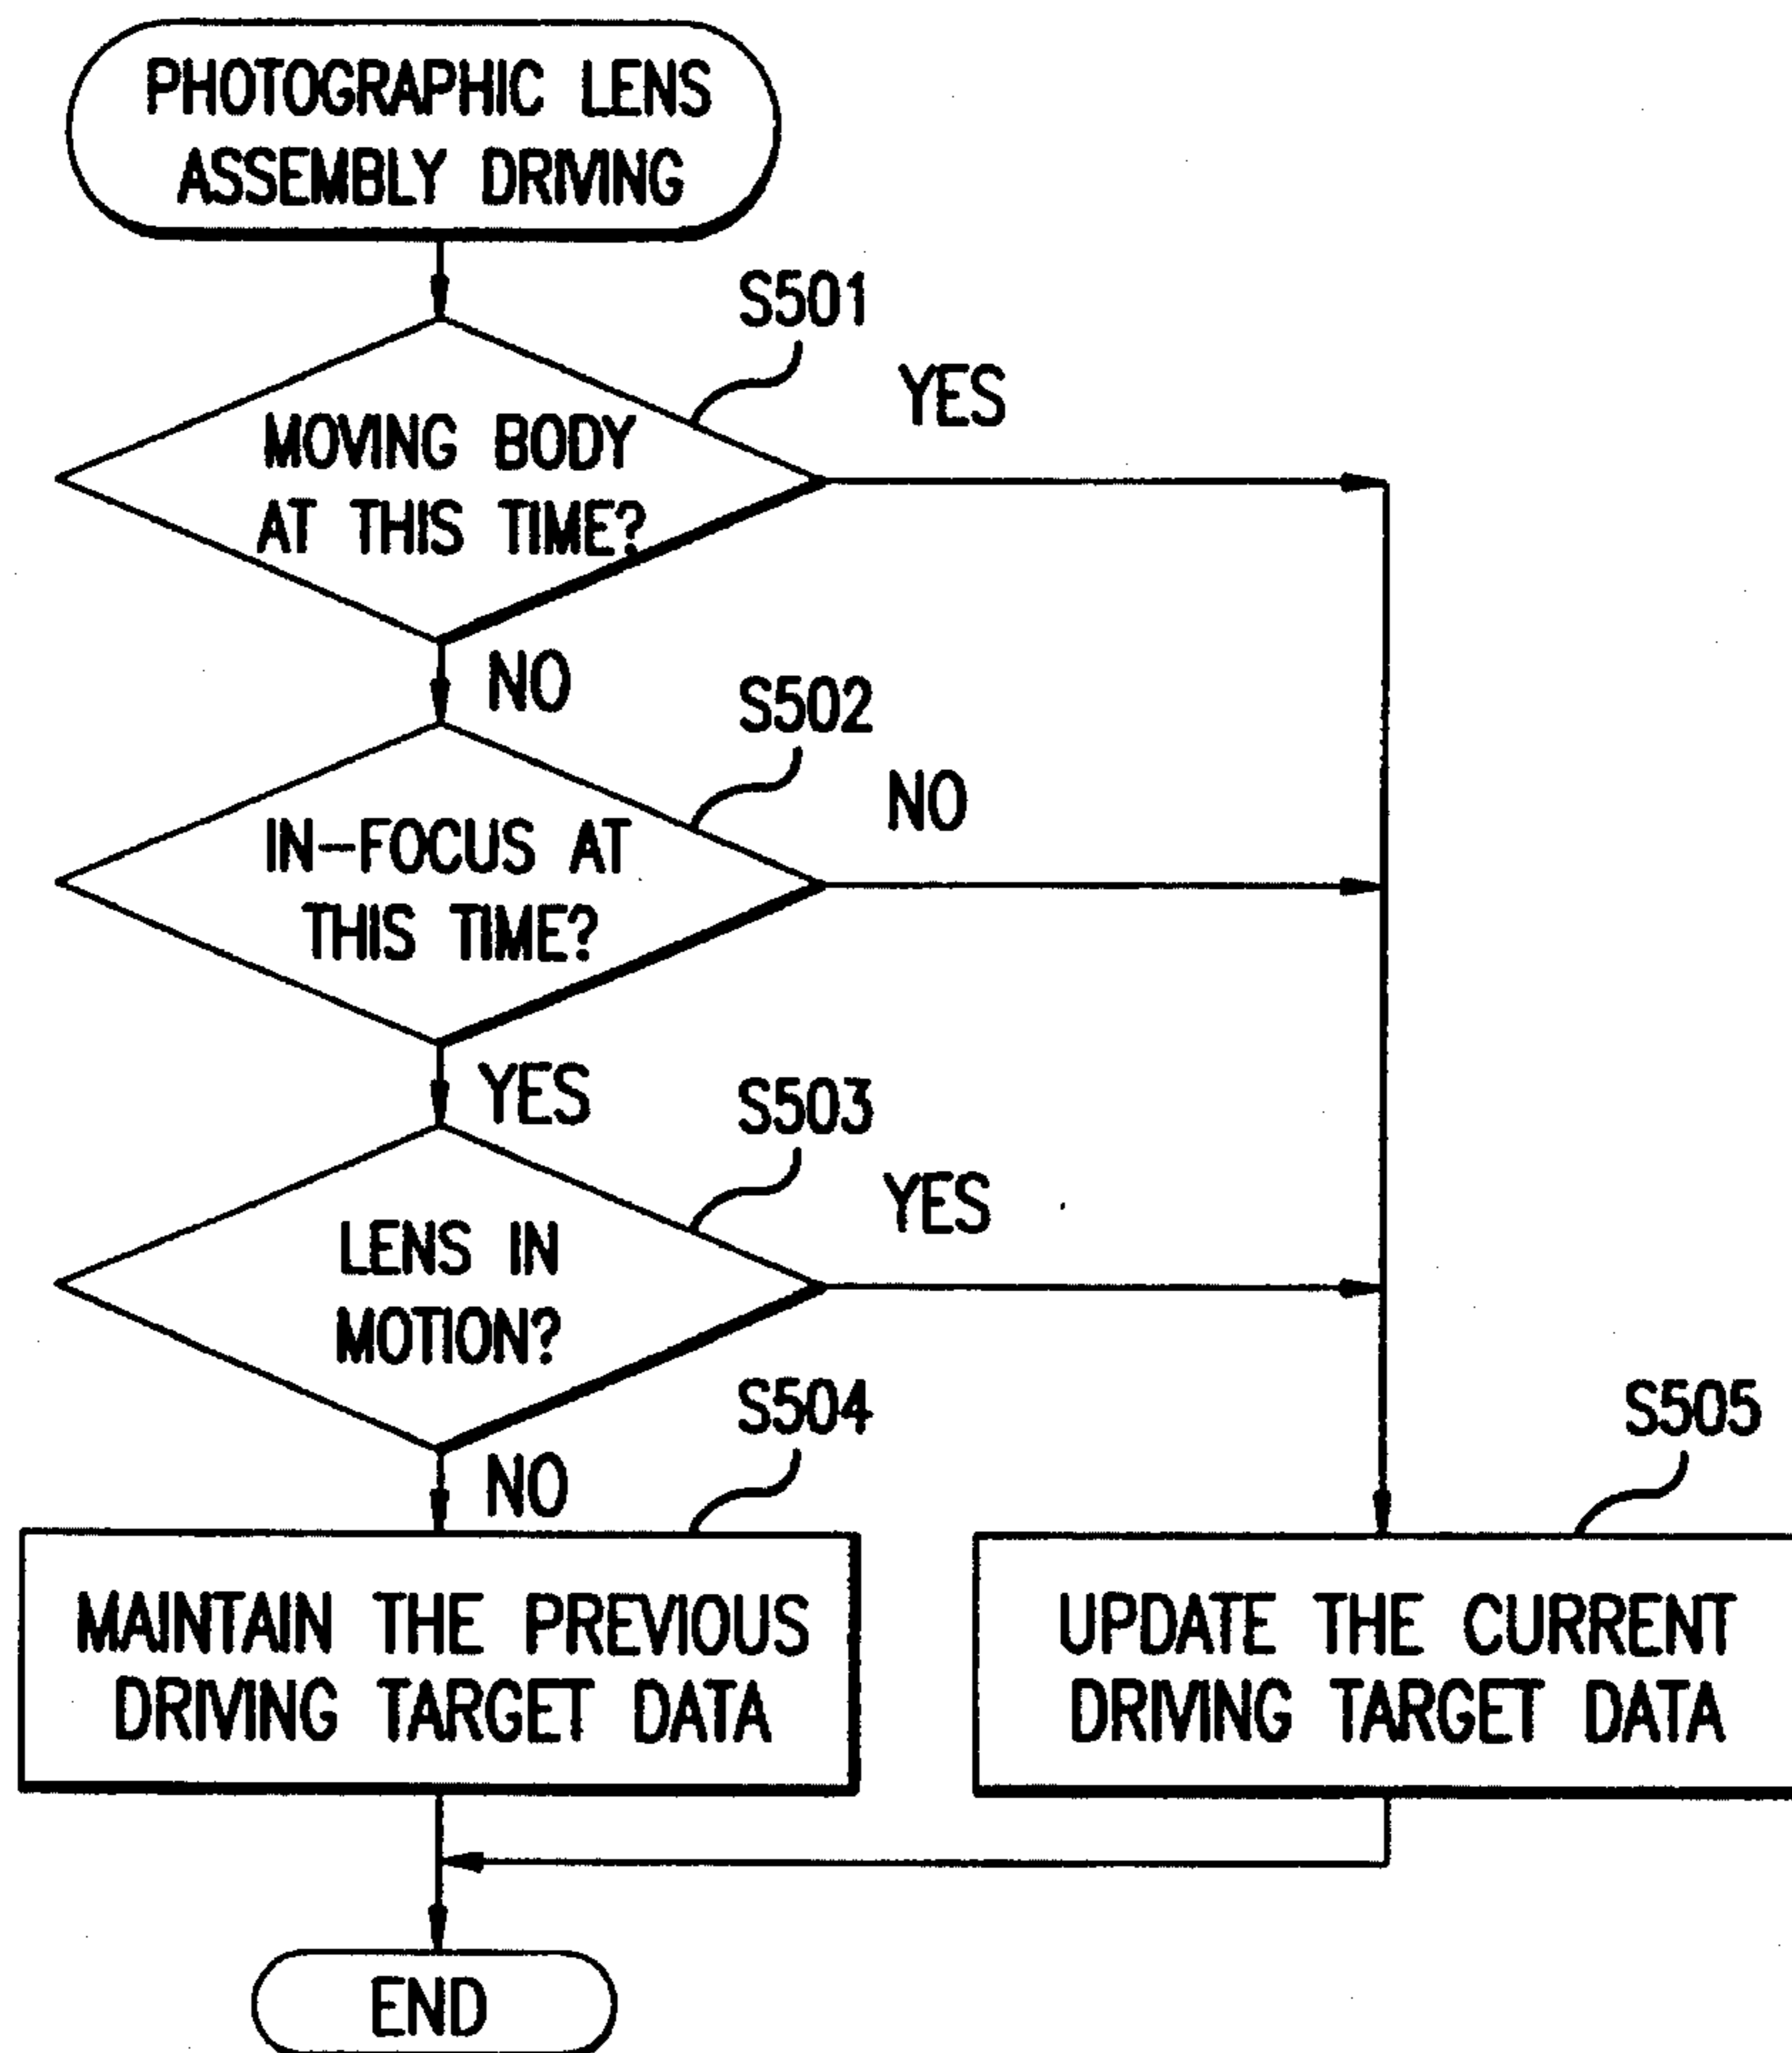 PHOTOGRAPHIC LENS
ASSEMBLY DRIVING
S501
YES
MOVING BODY
AT THIS TIME?
NO
S502
NO
IN-FOCUS AT
THIS TIME?
YES
S503
YES
LENS IN
MOTION?
NO
S504
S505
MAINTAIN THE PREVIOUS
DRIVING TARGET DATA
UPDATE THE CURRENT
DRIVING TARGET DATA
END